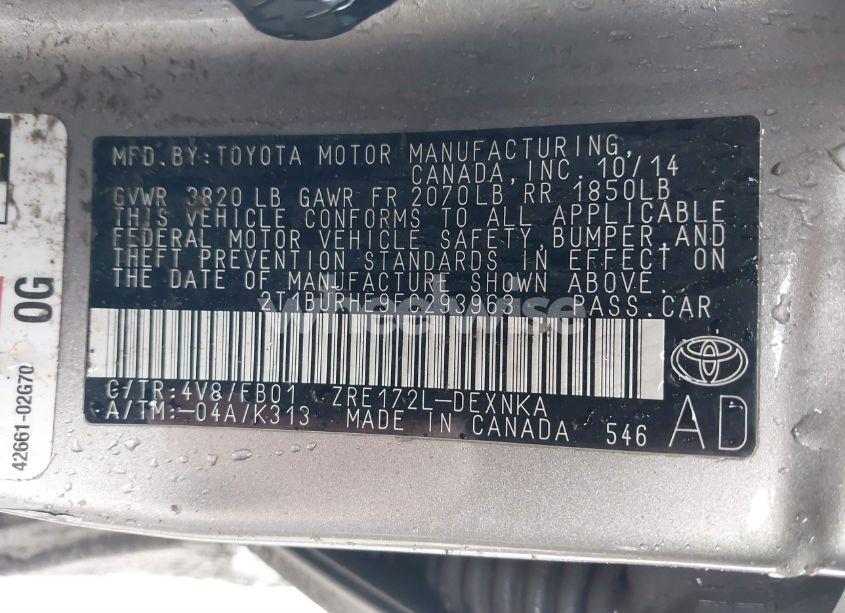 MFD.BY:TOYOTA MOTOR MANUFACTURING,
CANADA,INC. 10/14
GVWR 3820 LB GAWR FR 2070LB RR 1850LB
THIS VEHICLE CONFORMS TO ALL APPLICABLE
FEDERAL MOTOR VEHICLE SAFETY,BUMPER,AND
THEFT PREVENTION STANDARDS IN EFFECT ON
THE DATE OF MANUFACTURE SHOWN ABOVE.
2T1BURHE9FC293963 PASS.CAR
C/TR:4V8/FB01 ZRE172L-DEXNKA
A/TM:-04A/K313 MADE IN CANADA 546
AD
OG
42661-02G70